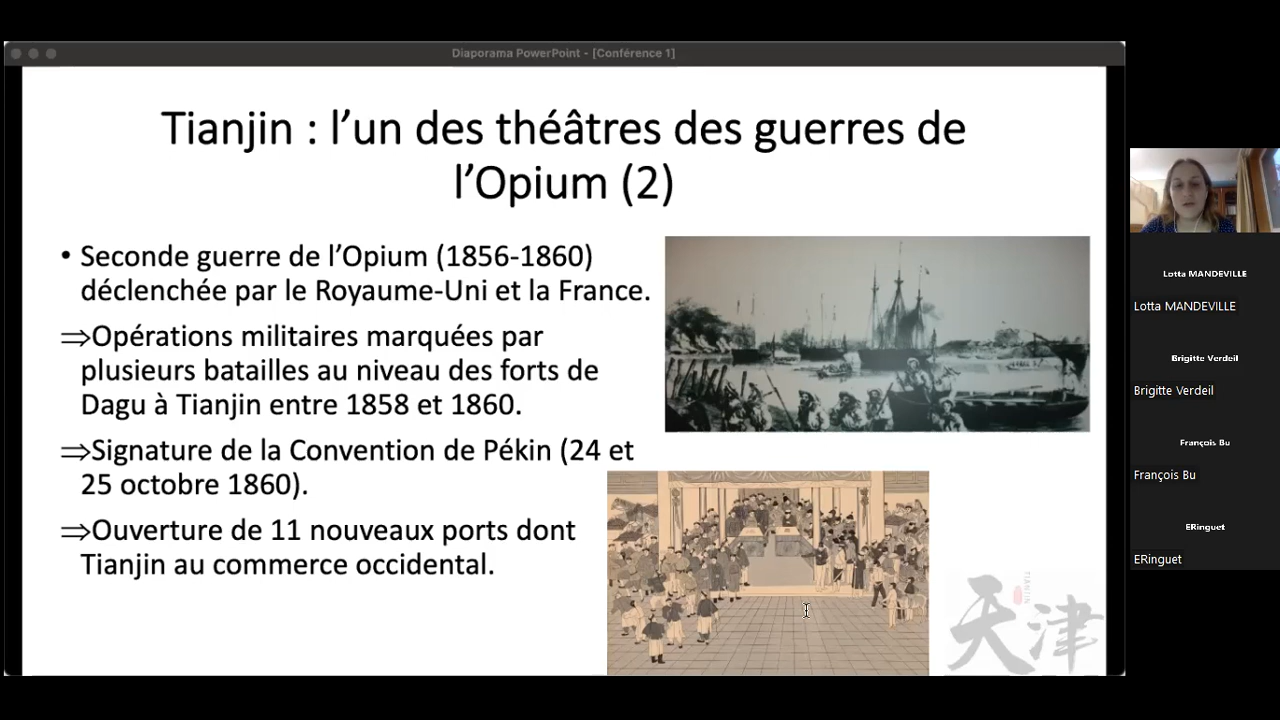 Diaporama PowerPoint - [Conférence 1]
Tianjin : l’un des théâtres des guerres de
l’Opium (2)
• Seconde guerre de l’Opium (1856-1860)
déclenchée par le Royaume-Uni et la France.
⇒Opérations militaires marquées par
plusieurs batailles au niveau des forts de
Dagu à Tianjin entre 1858 et 1860.
⇒Signature de la Convention de Pékin (24 et
25 octobre 1860).
⇒Ouverture de 11 nouveaux ports dont
Tianjin au commerce occidental.
天津
TIANJIN
Lotta MANDEVILLE
Lotta MANDEVILLE
Brigitte Verdeil
Brigitte Verdeil
François Bu
François Bu
ERinguet
ERinguet